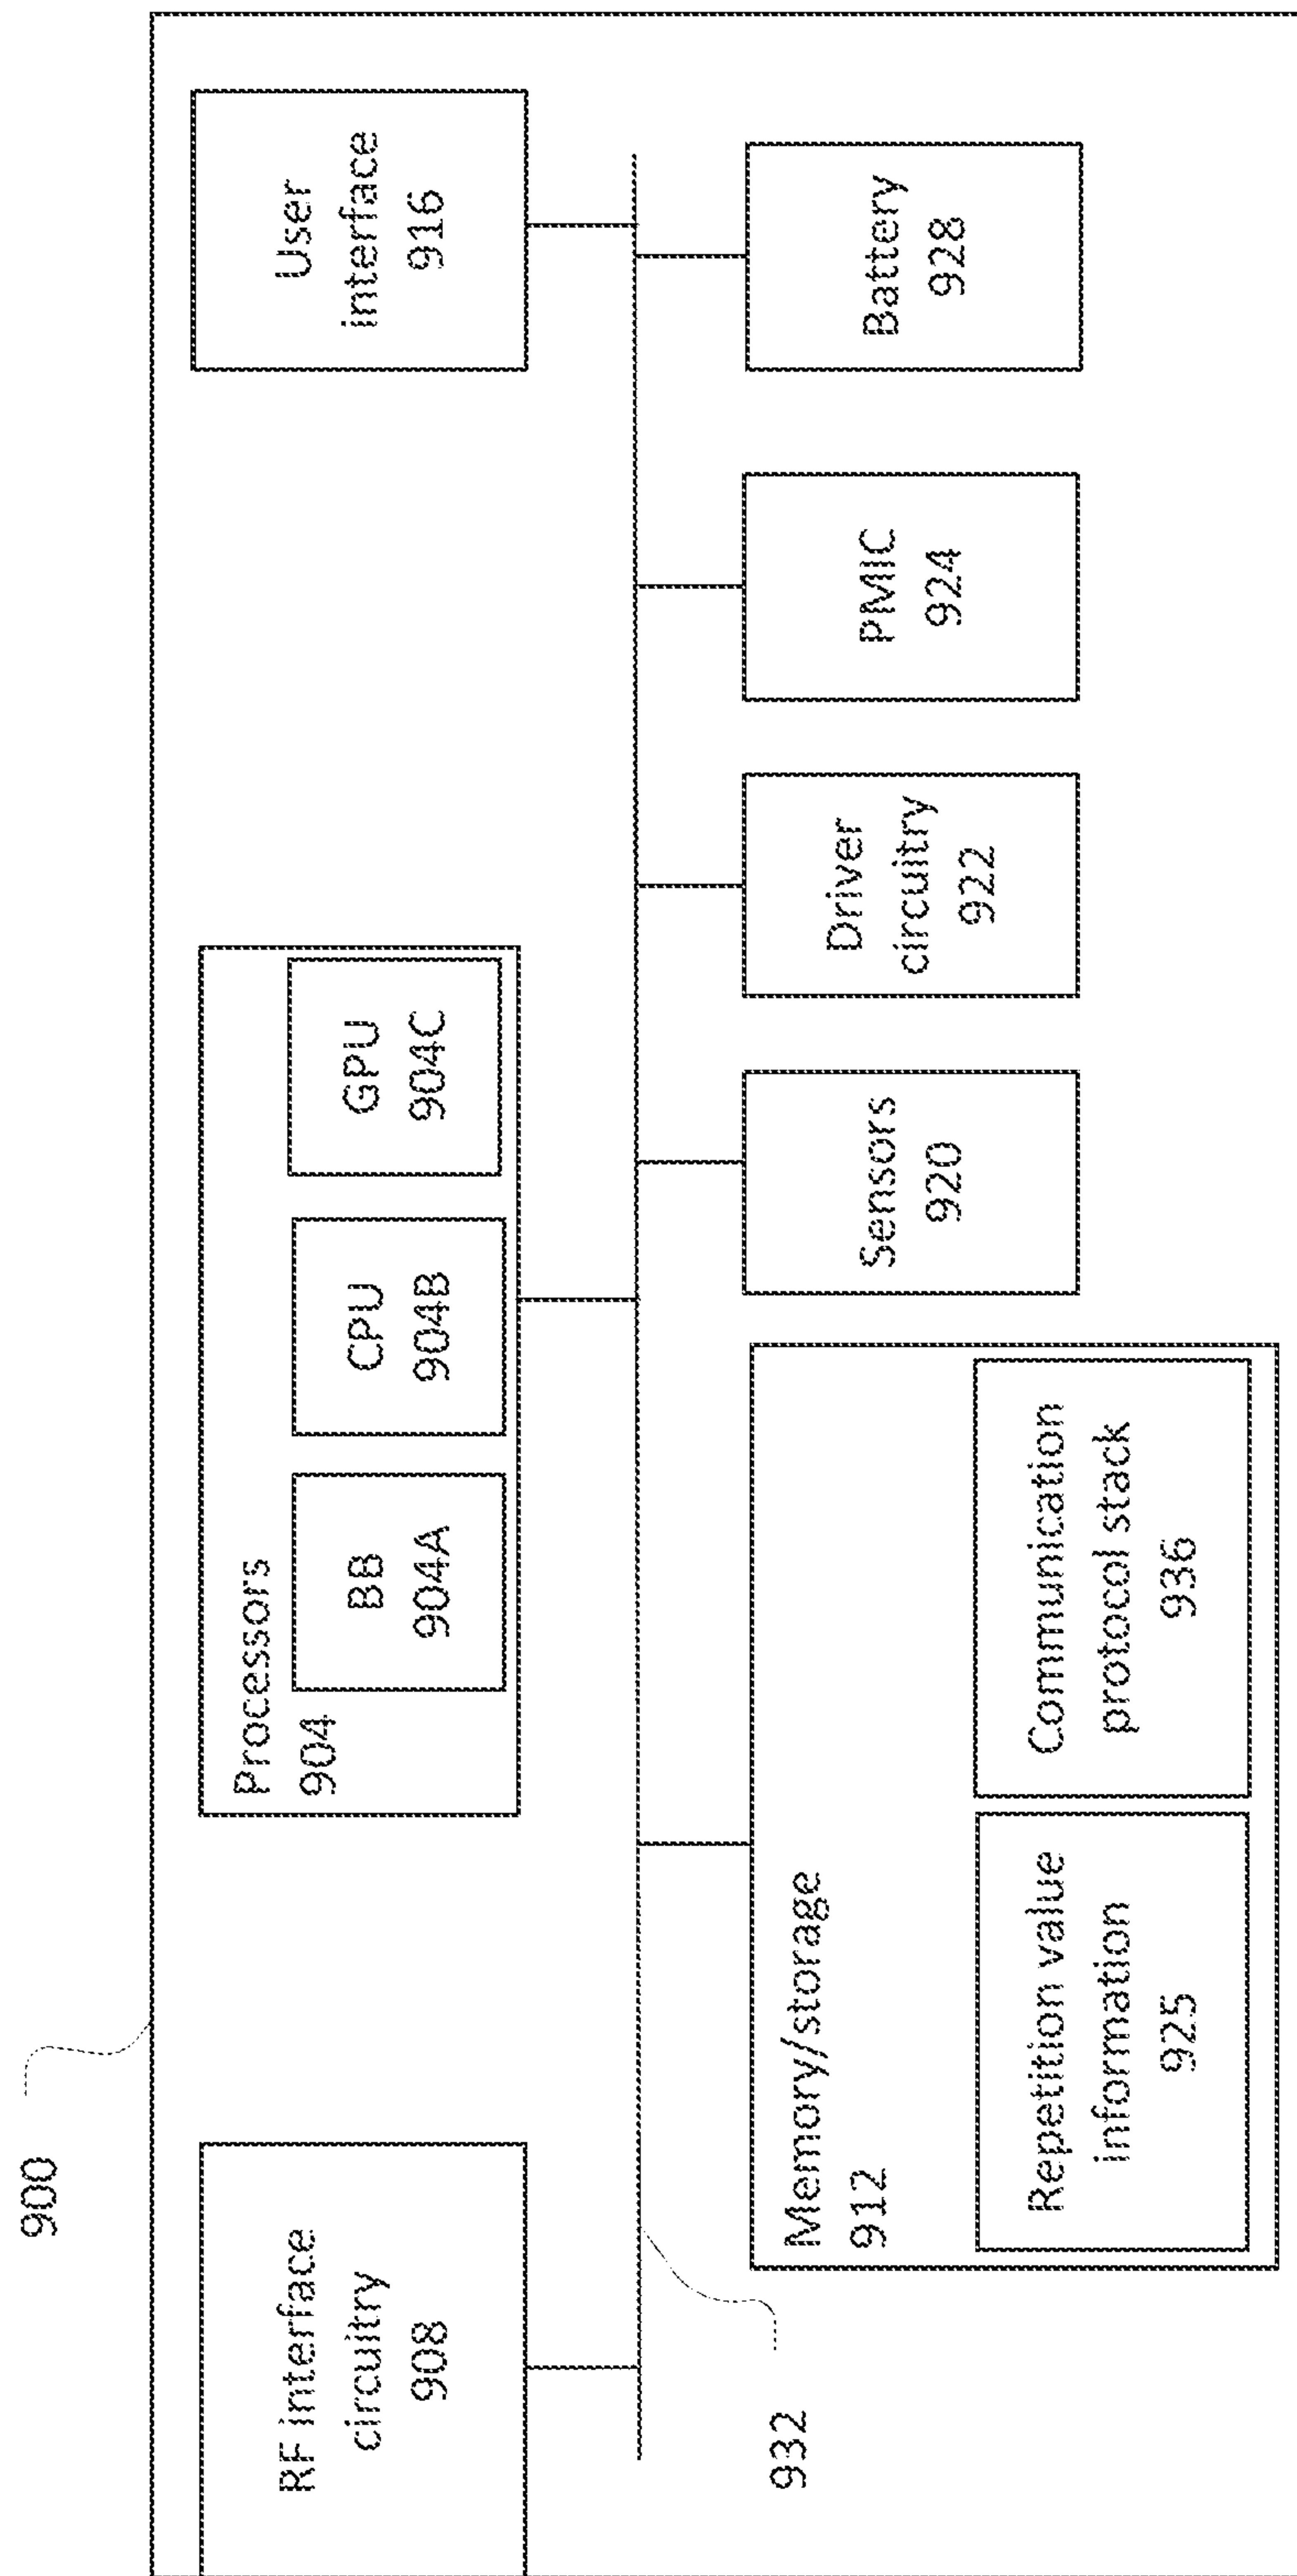 900
RF interface
circuitry
908
Processors
904
BB
904A
CPU
904B
GPU
904C
User
interface
916
932
Memory/storage
912
Repetition value
information
925
Communication
protocol stack
936
Sensors
920
Driver
circuitry
922
PMIC
924
Battery
928